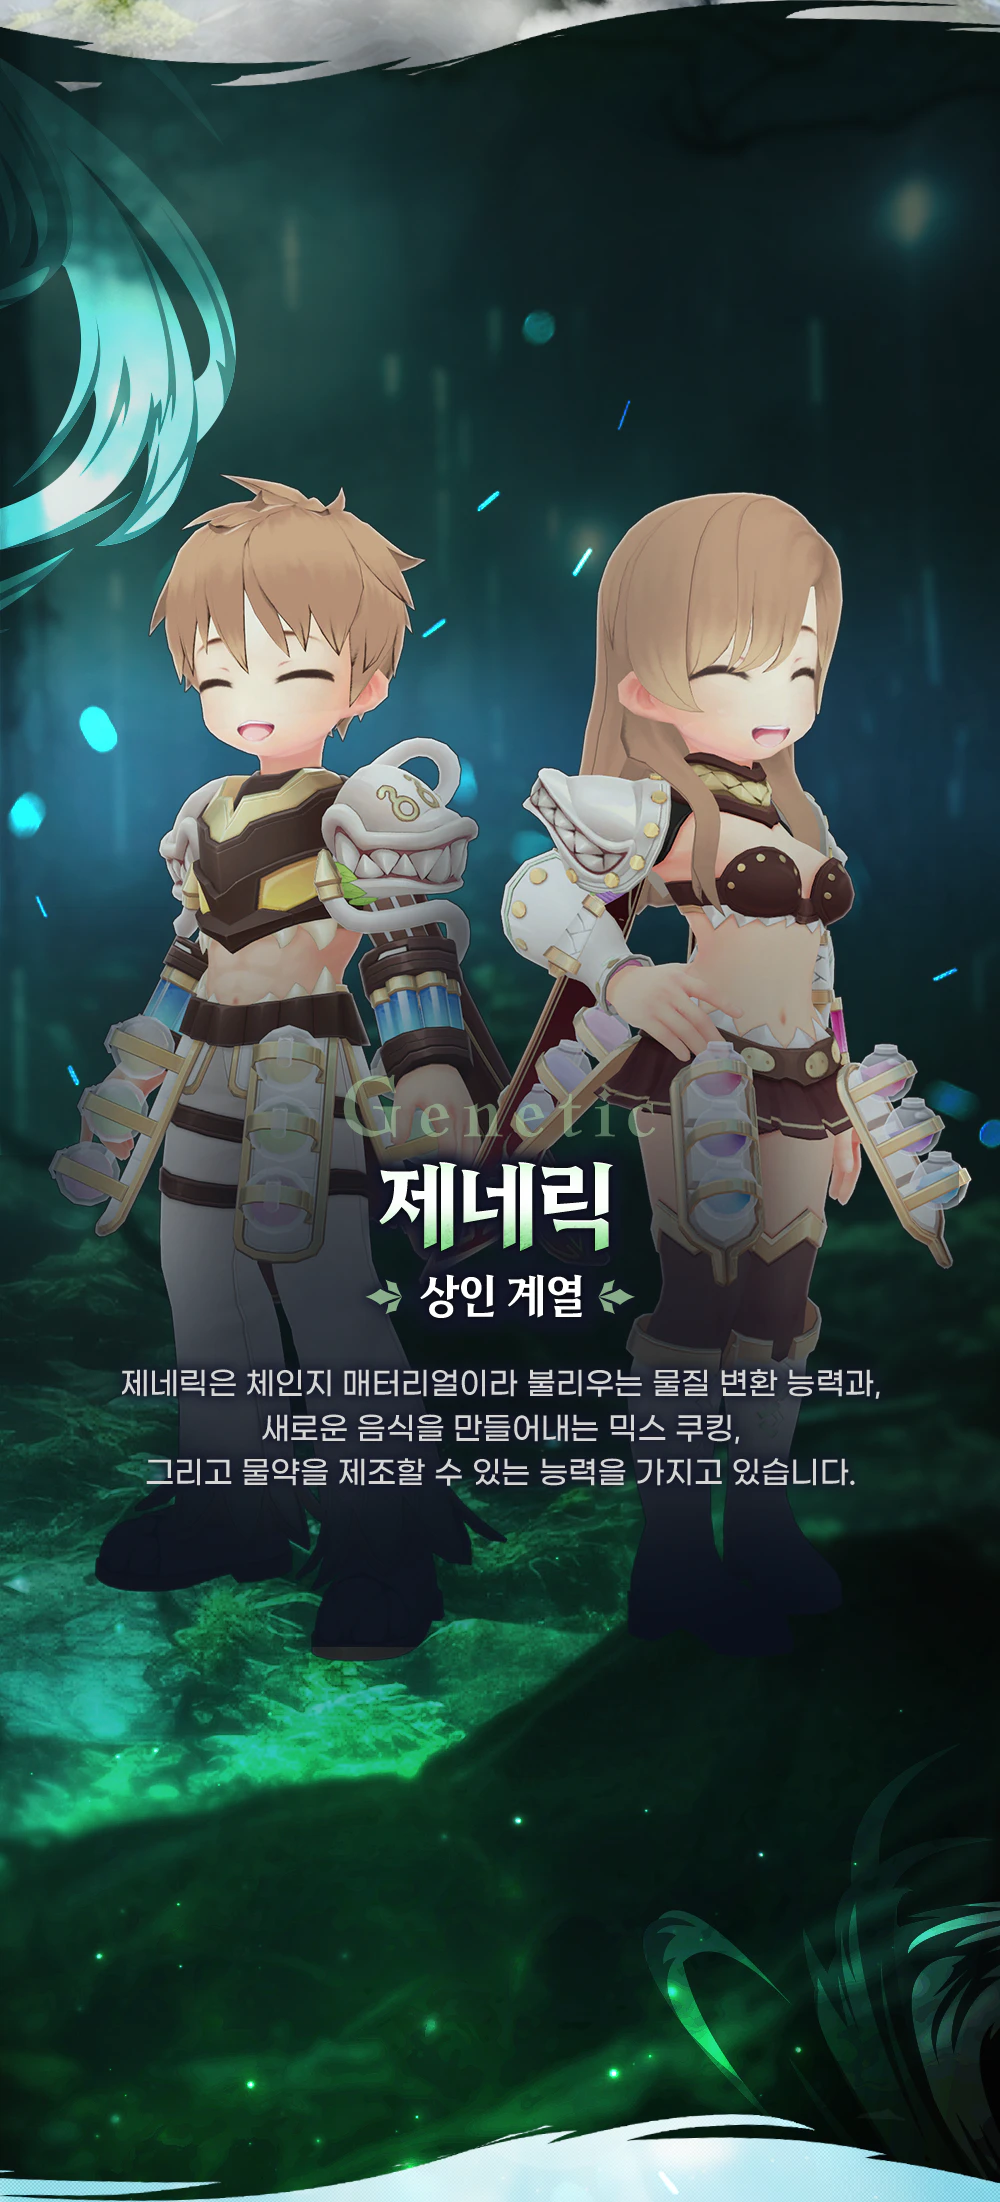 Genetic
제네릭
상인 계열
제네릭은 체인지 매터리얼이라 불리우는 물질 변환 능력과,
새로운 음식을 만들어내는 믹스 쿠킹,
그리고 물약을 제조할 수 있는 능력을 가지고 있습니다.